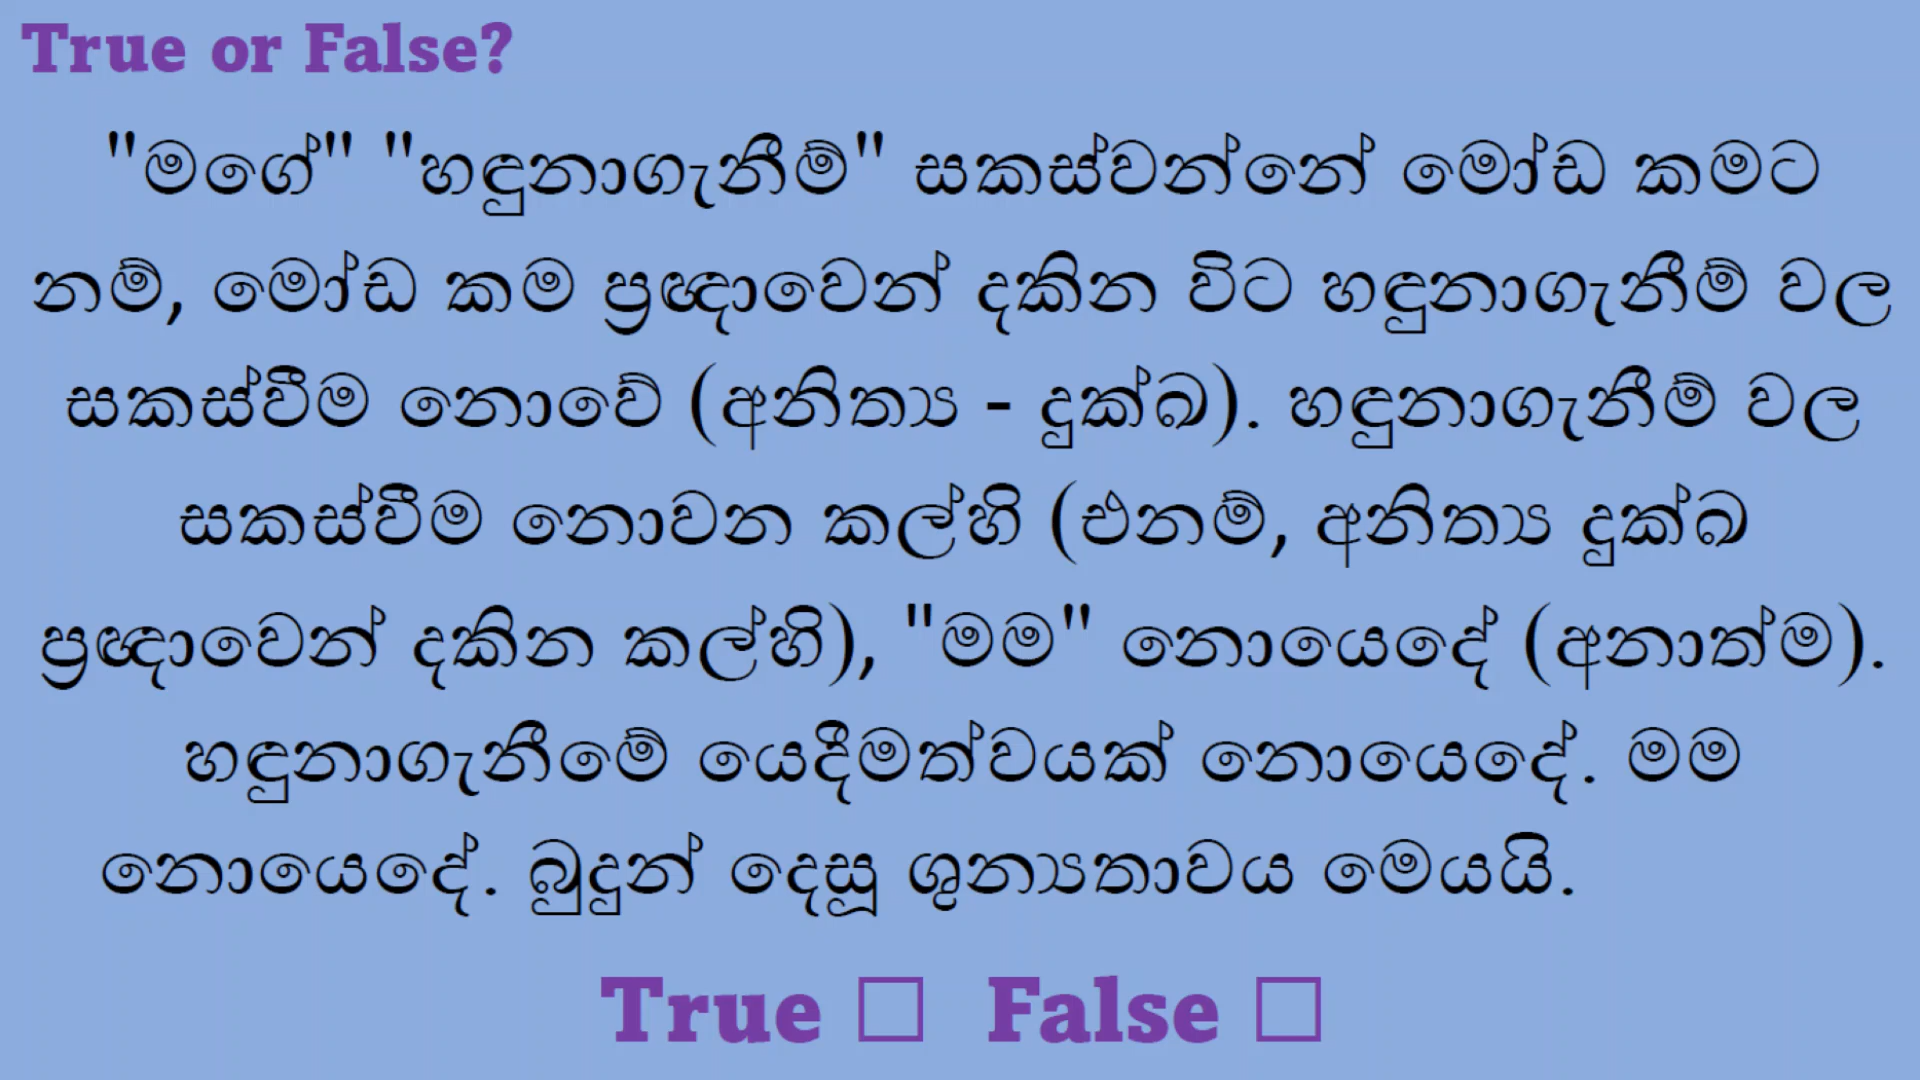 True or False?
"මගේ" "හඳුනාගැනීම්" සකස්වන්නේ මෝඩ කමට
නම්, මෝඩ කම ප්‍රඥාවෙන් දකින විට හඳුනාගැනීම් වල
සකස්වීම නොවේ (අනිත්‍ය - දුක්ඛ). හඳුනාගැනීම් වල
සකස්වීම නොවන කල්හි (එනම්, අනිත්‍ය දුක්ඛ
ප්‍රඥාවෙන් දකින කල්හි), "මම" නොයෙදේ (අනාත්ම).
හඳුනාගැනීමේ යෙදීමත්වයක් නොයෙදේ. මම
නොයෙදේ. බුදුන් දෙසූ ශුන්‍යතාවය මෙයයි.
True ☐ False ☐